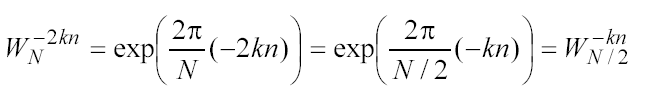 W_N^{-2kn} = exp(2π/N (-2kn)) = exp(2π/(N/2) (-kn)) = W_{N/2}^{-kn}